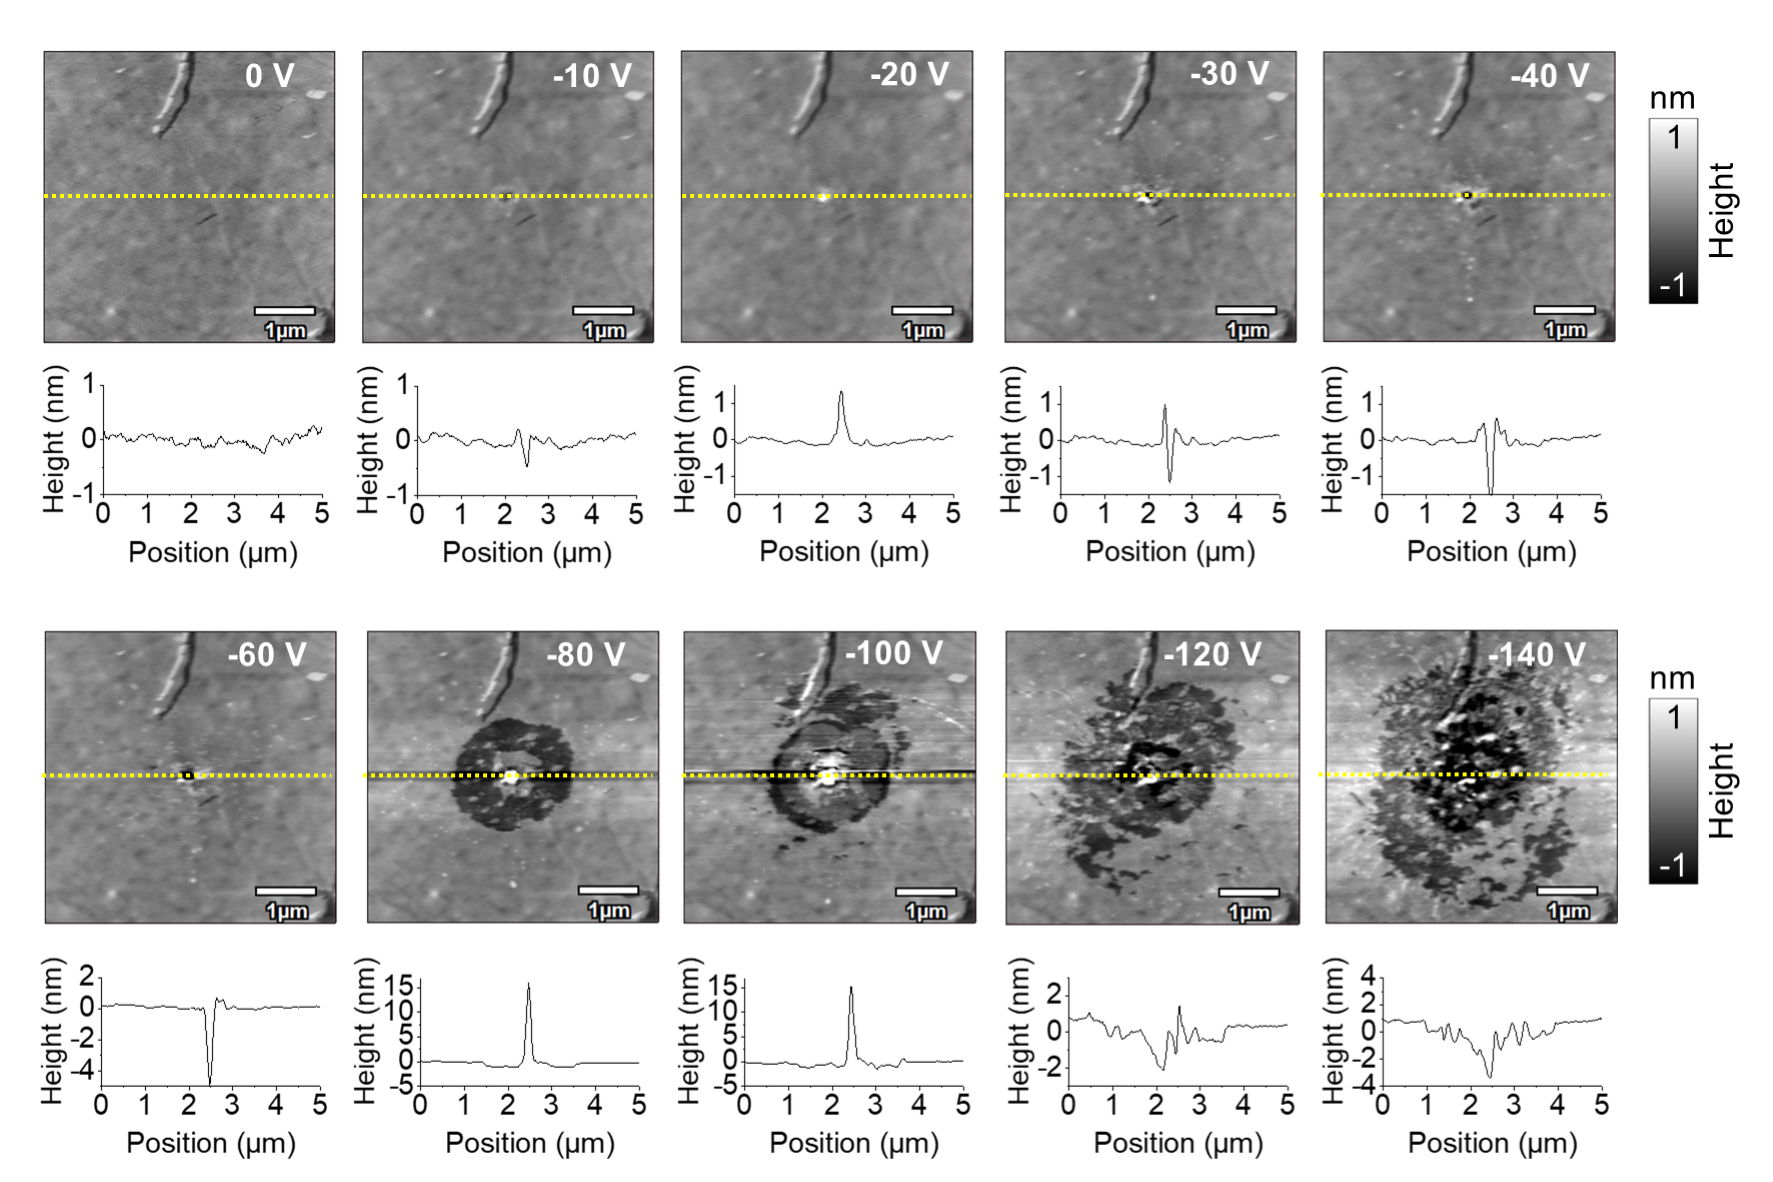 0 V
-10 V
-20 V
-30 V
-40 V
1µm
1µm
1µm
1µm
1µm
nm
1
-1
Height
Height (nm)
1
0
-1
0 1 2 3 4 5
Position (µm)
Height (nm)
1
0
-1
0 1 2 3 4 5
Position (µm)
Height (nm)
1
0
-1
0 1 2 3 4 5
Position (µm)
Height (nm)
1
0
-1
0 1 2 3 4 5
Position (µm)
Height (nm)
1
0
-1
0 1 2 3 4 5
Position (µm)
-60 V
-80 V
-100 V
-120 V
-140 V
1µm
1µm
1µm
1µm
1µm
nm
1
-1
Height
Height (nm)
2
0
-2
-4
0 1 2 3 4 5
Position (µm)
Height (nm)
15
10
5
0
-5
0 1 2 3 4 5
Position (µm)
Height (nm)
15
10
5
0
-5
0 1 2 3 4 5
Position (µm)
Height (nm)
2
0
-2
0 1 2 3 4 5
Position (µm)
Height (nm)
4
2
0
-2
-4
0 1 2 3 4 5
Position (µm)